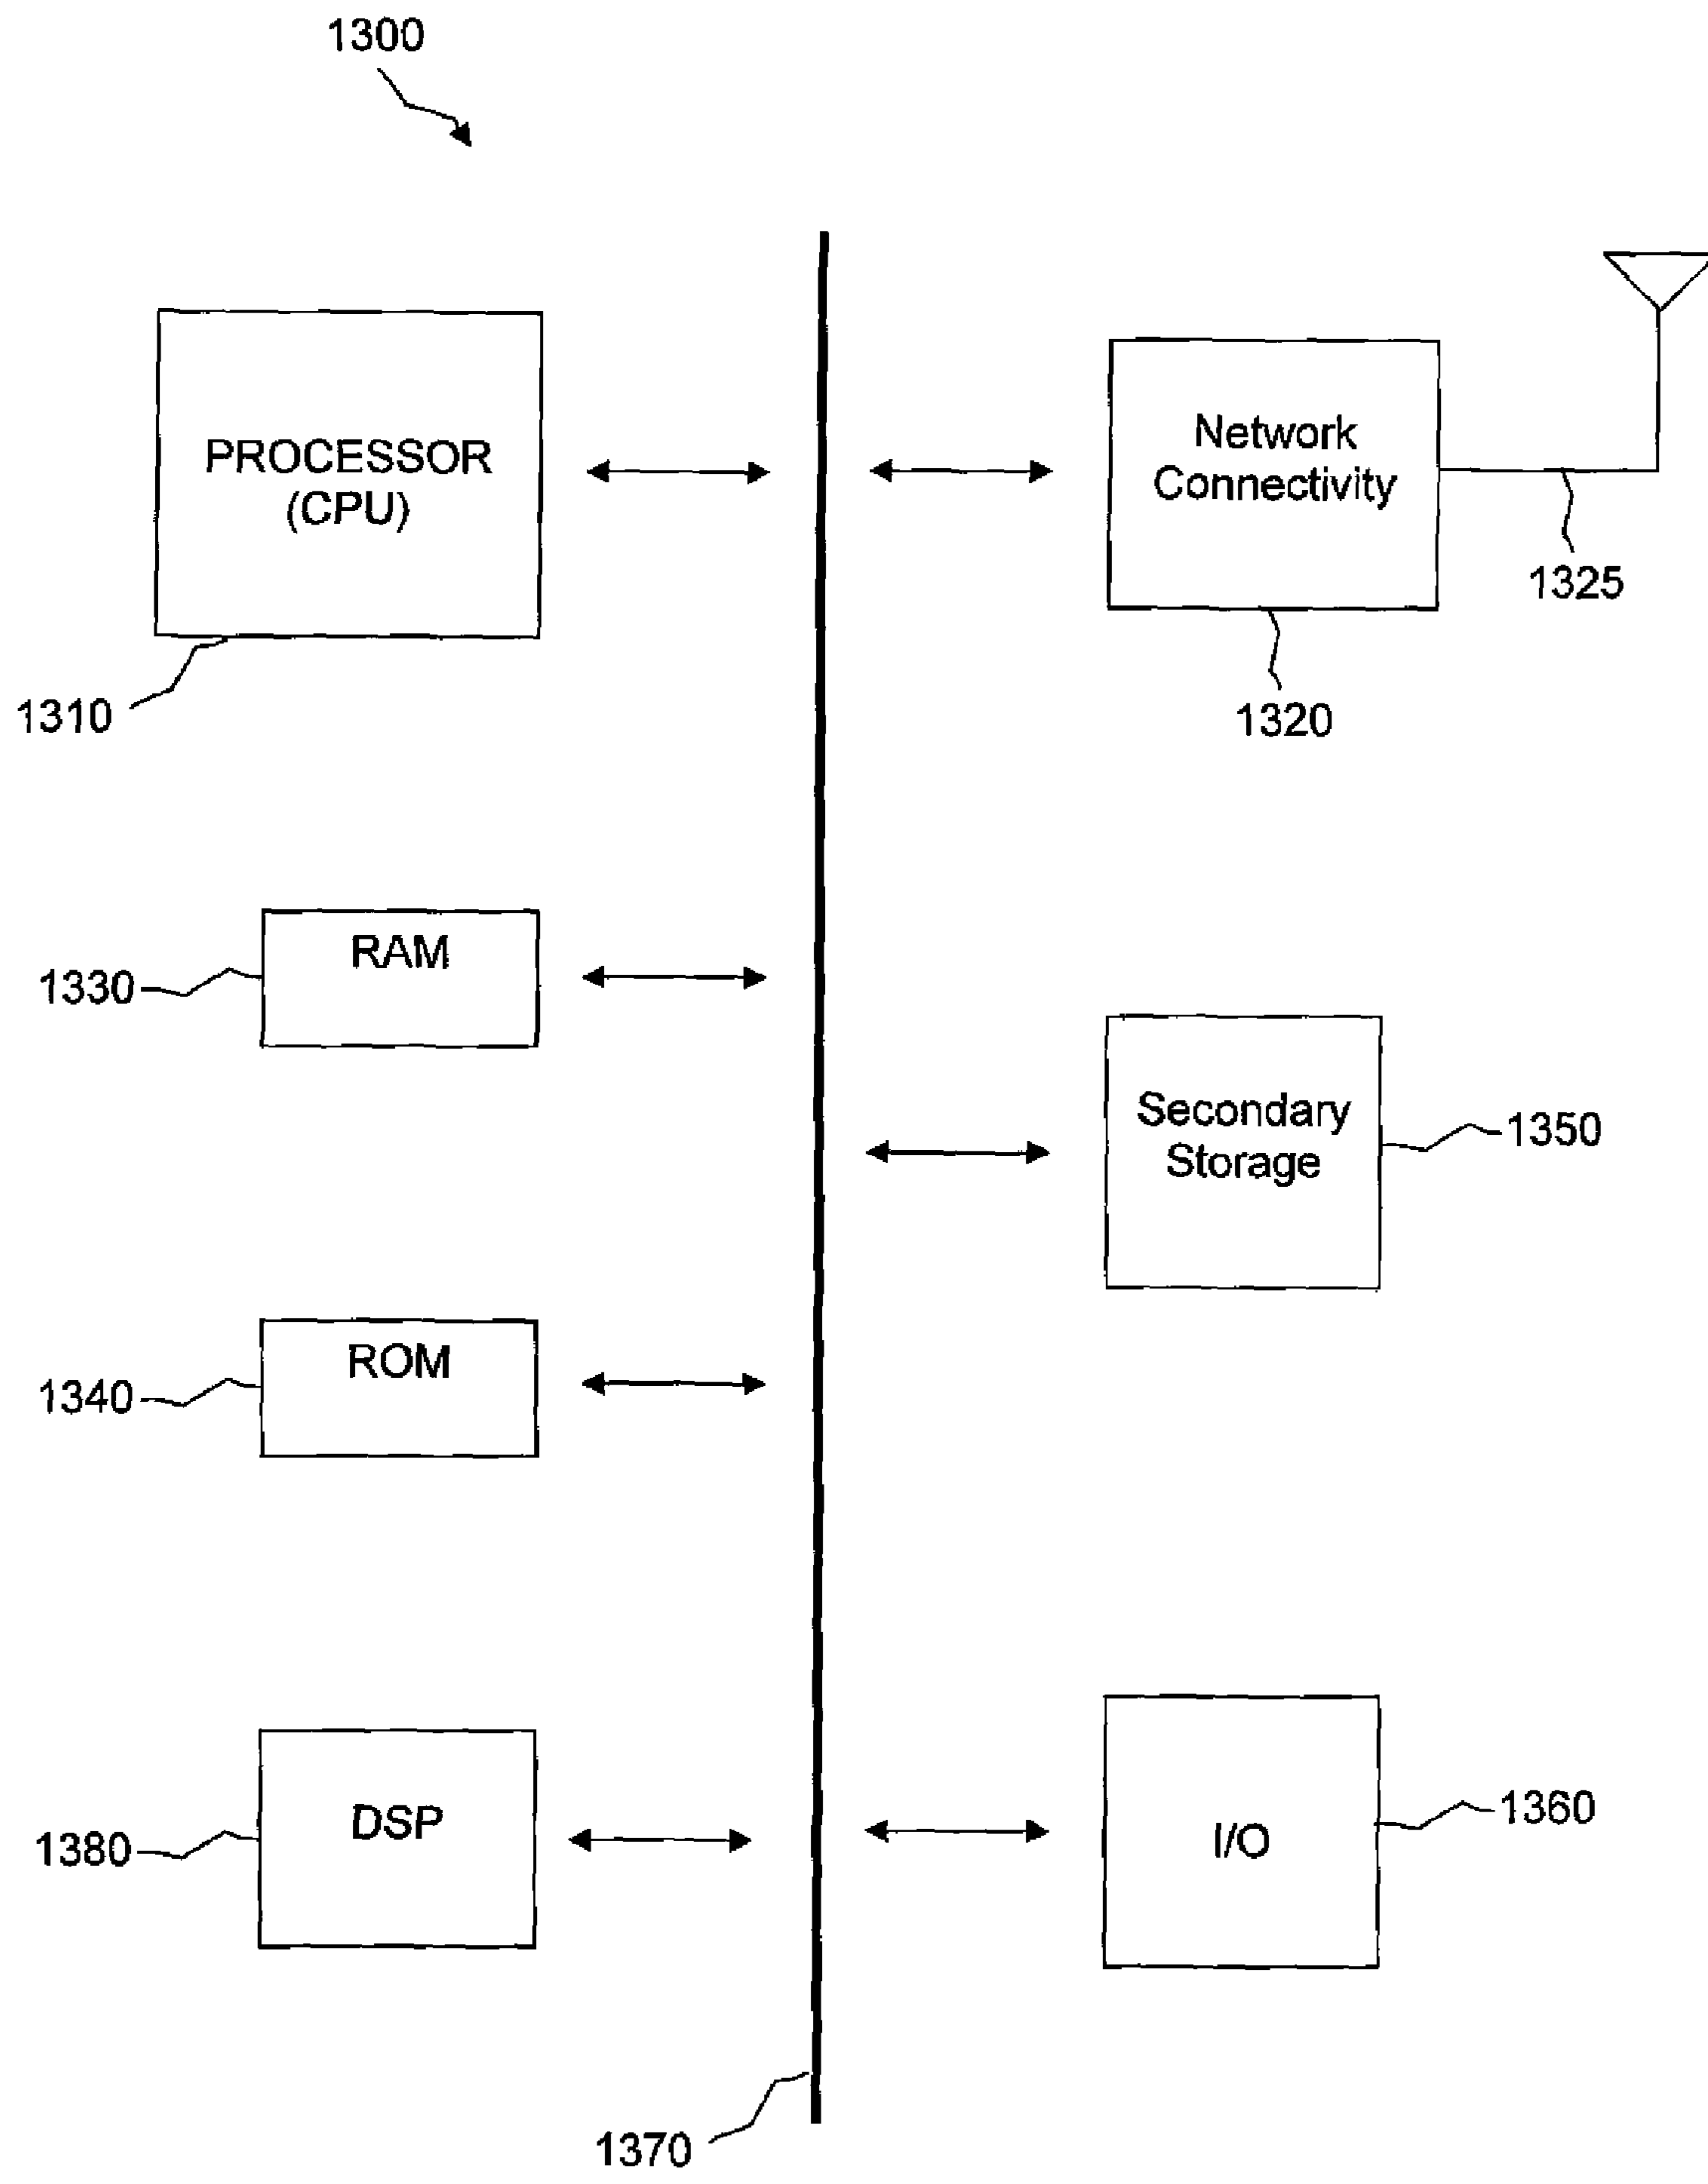 1300
PROCESSOR
(CPU)
1310
Network
Connectivity
1325
1320
RAM
1330
Secondary
Storage
1350
ROM
1340
DSP
1380
I/O
1360
1370